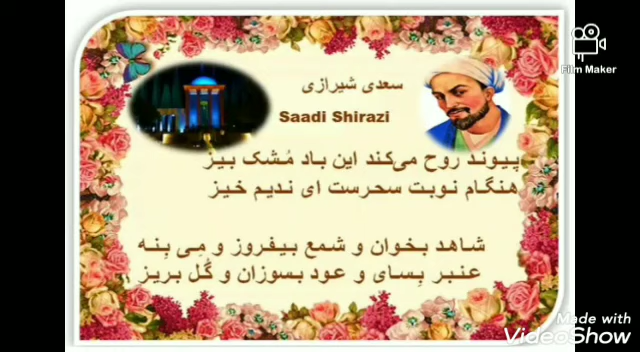 سعدی شیرازی
Saadi Shirazi
پیوند روح می‌کند این باد مُشک بیز
هنگام نوبت سحرست ای ندیم خیز
شاهد بخوان و شمع بیفروز و مِی بِنه
عنبر بِسای و عود بسوزان و گُل بریز
Film Maker
Made with
VideoShow